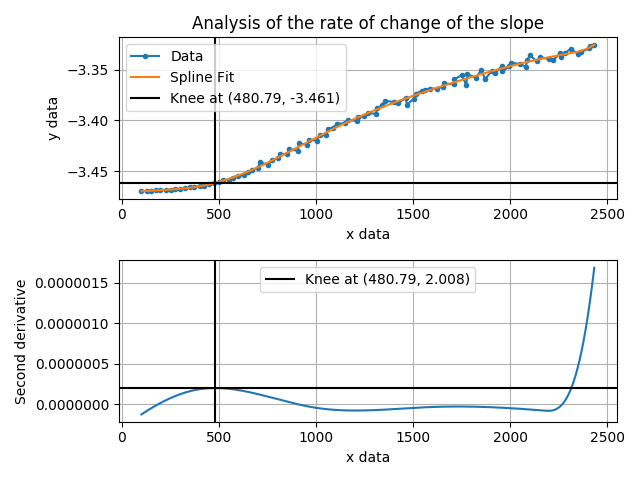 Analysis of the rate of change of the slope
Data
Spline Fit
Knee at (480.79, -3.461)
y data
−3.35
−3.40
−3.45
0 500 1000 1500 2000 2500
x data
Knee at (480.79, 2.008)
Second derivative
0.0000015
0.0000010
0.0000005
0.0000000
0 500 1000 1500 2000 2500
x data